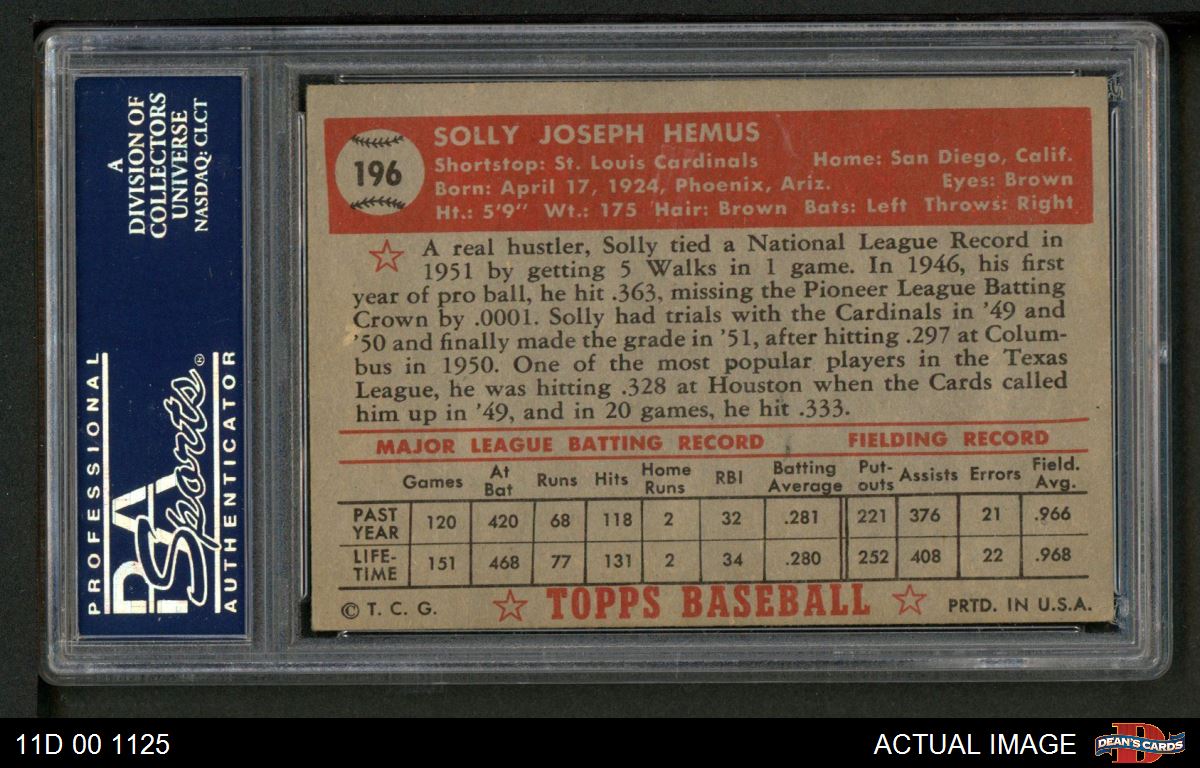 A
DIVISION OF
COLLECTORS
UNIVERSE
NASDAQ: CLCT
PROFESSIONAL
PSA
Sports®
AUTHENTICATOR
196
SOLLY JOSEPH HEMUS
Shortstop: St. Louis Cardinals Home: San Diego, Calif.
Born: April 17, 1924, Phoenix, Ariz. Eyes: Brown
Ht.: 5'9" Wt.: 175 Hair: Brown Bats: Left Throws: Right
A real hustler, Solly tied a National League Record in
1951 by getting 5 Walks in 1 game. In 1946, his first
year of pro ball, he hit .363, missing the Pioneer League Batting
Crown by .0001. Solly had trials with the Cardinals in '49 and
'50 and finally made the grade in '51, after hitting .297 at Colum-
bus in 1950. One of the most popular players in the Texas
League, he was hitting .328 at Houston when the Cards called
him up in '49, and in 20 games, he hit .333.
MAJOR LEAGUE BATTING RECORD FIELDING RECORD
Games At Bat Runs Hits Home Runs RBI Batting Average Put-outs Assists Errors Field. Avg.
PAST YEAR 120 420 68 118 2 32 .281 221 376 21 .966
LIFE-TIME 151 468 77 131 2 34 .280 252 408 22 .968
© T. C. G. TOPPS BASEBALL PRTD. IN U.S.A.
11D 00 1125 ACTUAL IMAGE
D
DEAN'S CARDS